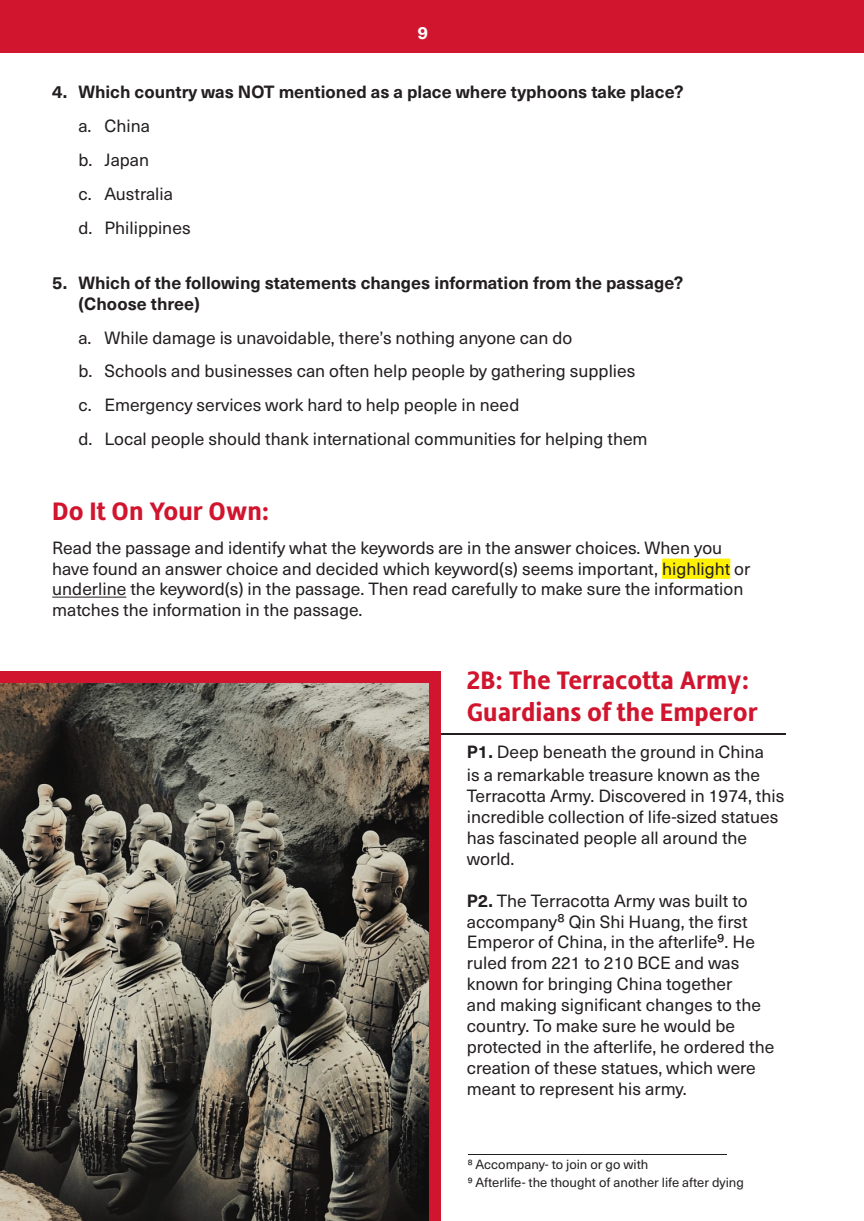 9
4. Which country was NOT mentioned as a place where typhoons take place?
a. China
b. Japan
c. Australia
d. Philippines
5. Which of the following statements changes information from the passage?
(Choose three)
a. While damage is unavoidable, there's nothing anyone can do
b. Schools and businesses can often help people by gathering supplies
c. Emergency services work hard to help people in need
d. Local people should thank international communities for helping them
Do It On Your Own:
Read the passage and identify what the keywords are in the answer choices. When you
have found an answer choice and decided which keyword(s) seems important, highlight or
underline the keyword(s) in the passage. Then read carefully to make sure the information
matches the information in the passage.
2B: The Terracotta Army:
Guardians of the Emperor
P1. Deep beneath the ground in China
is a remarkable treasure known as the
Terracotta Army. Discovered in 1974, this
incredible collection of life-sized statues
has fascinated people all around the
world.
P2. The Terracotta Army was built to
accompany⁸ Qin Shi Huang, the first
Emperor of China, in the afterlife⁹. He
ruled from 221 to 210 BCE and was
known for bringing China together
and making significant changes to the
country. To make sure he would be
protected in the afterlife, he ordered the
creation of these statues, which were
meant to represent his army.
⁸ Accompany- to join or go with
⁹ Afterlife- the thought of another life after dying